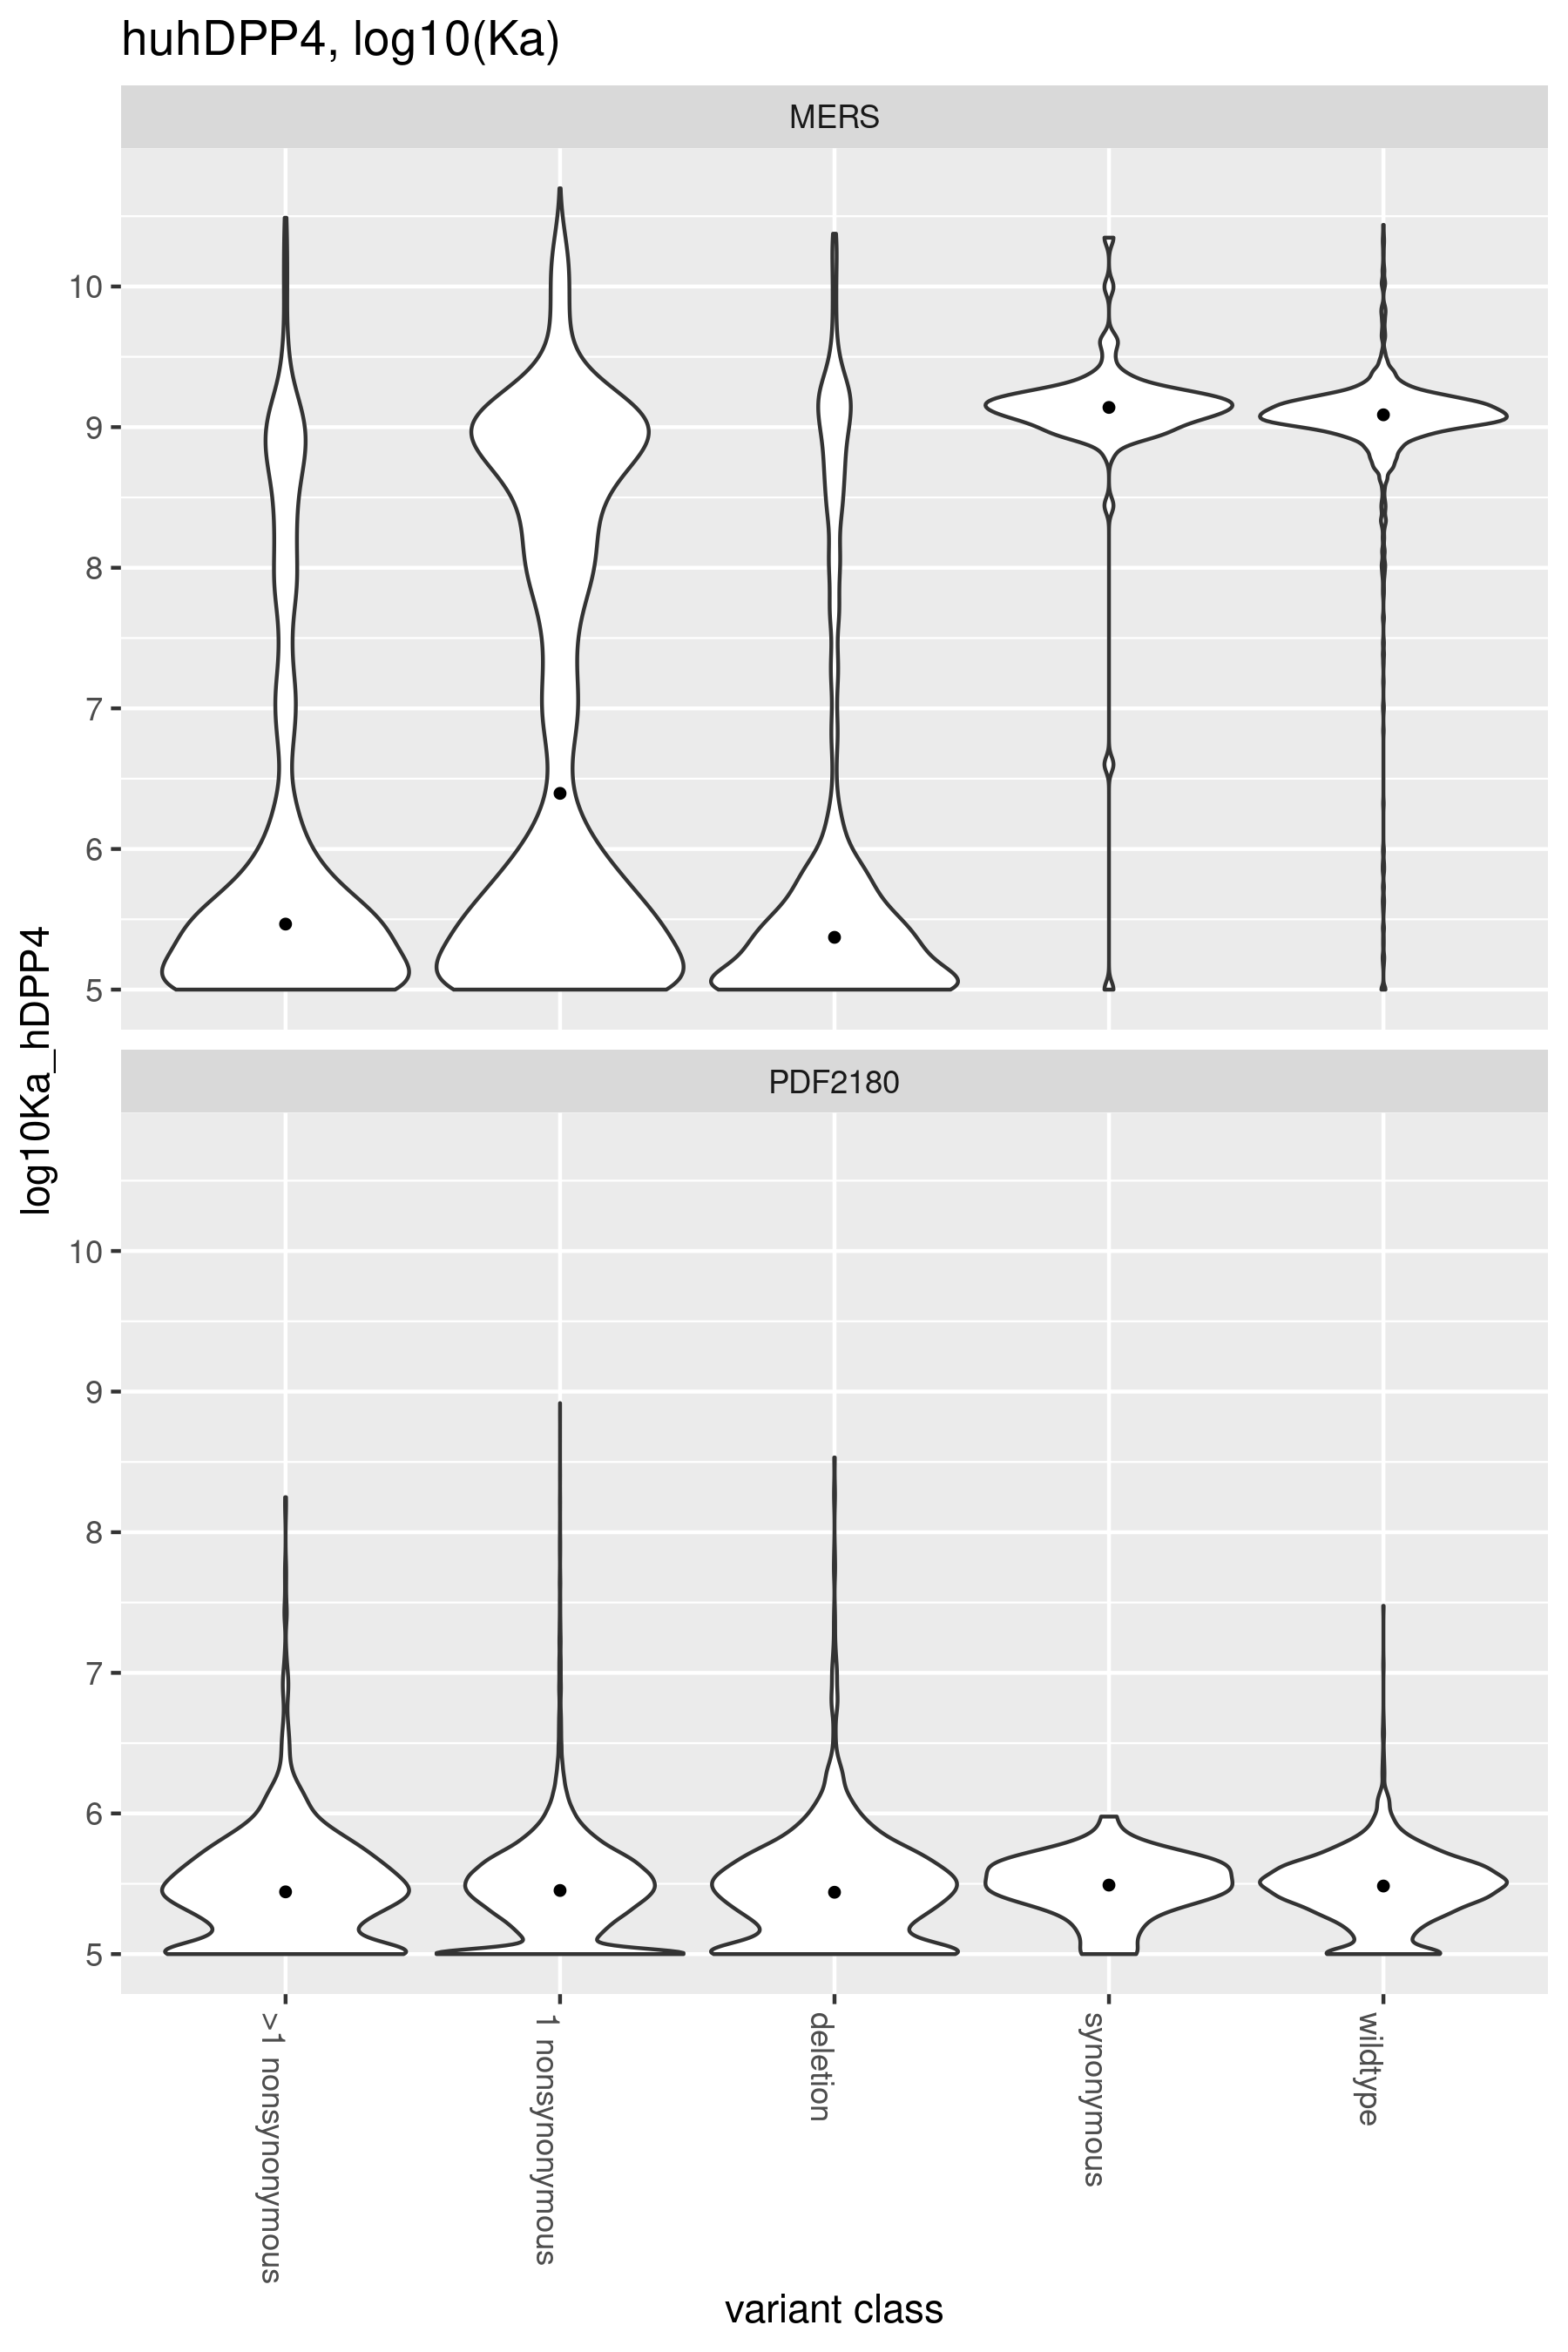 huhDPP4, log10(Ka)
MERS
10
9
8
7
6
5
log10Ka_hDPP4
PDF2180
10
9
8
7
6
5
>1 nonsynonymous
1 nonsynonymous
deletion
synonymous
wildtype
variant class